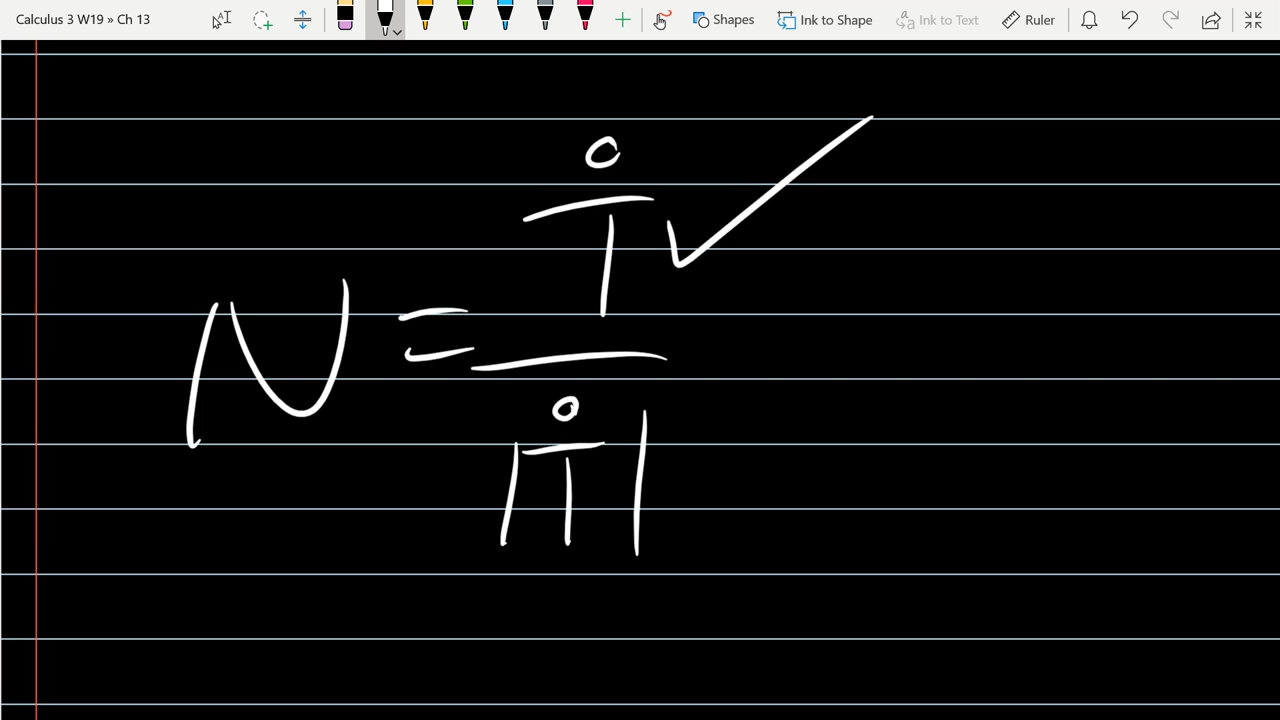 Calculus 3 W19 » Ch 13
Shapes
Ink to Shape
Ink to Text
Ruler
N = Ṫ ✓
|Ṫ|